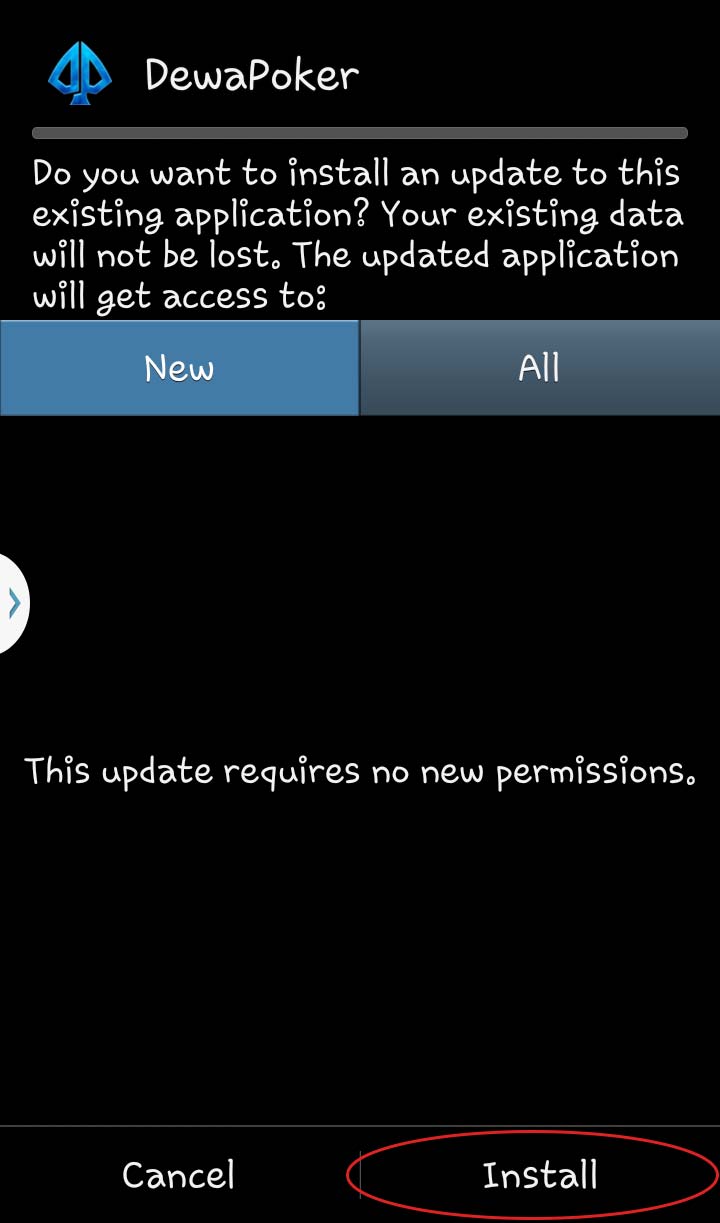 DewaPoker
Do you want to install an update to this
existing application? Your existing data
will not be lost. The updated application
will get access to:
New
All
This update requires no new permissions.
Cancel
Install